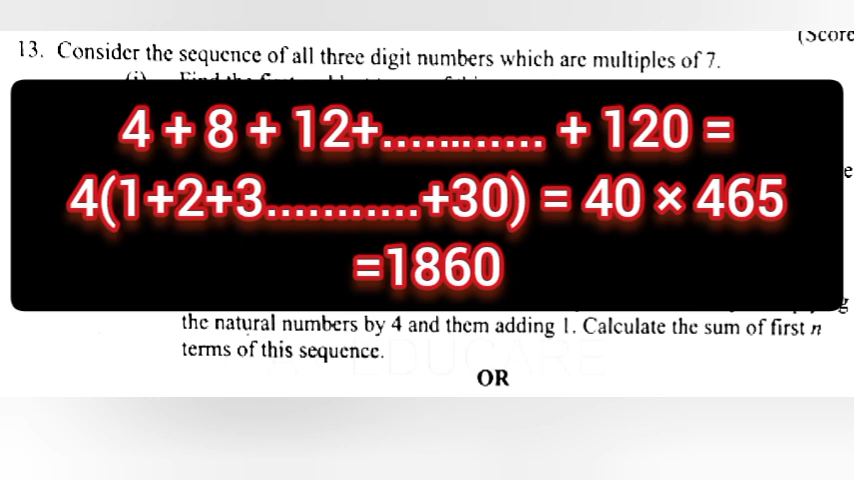 (Score
13. Consider the sequence of all three digit numbers which are multiples of 7.
(i)
4 + 8 + 12+............ + 120 =
4(1+2+3...........+30) = 40 × 465
=1860
the natural numbers by 4 and them adding 1. Calculate the sum of first n
terms of this sequence.
EDUCARE
OR